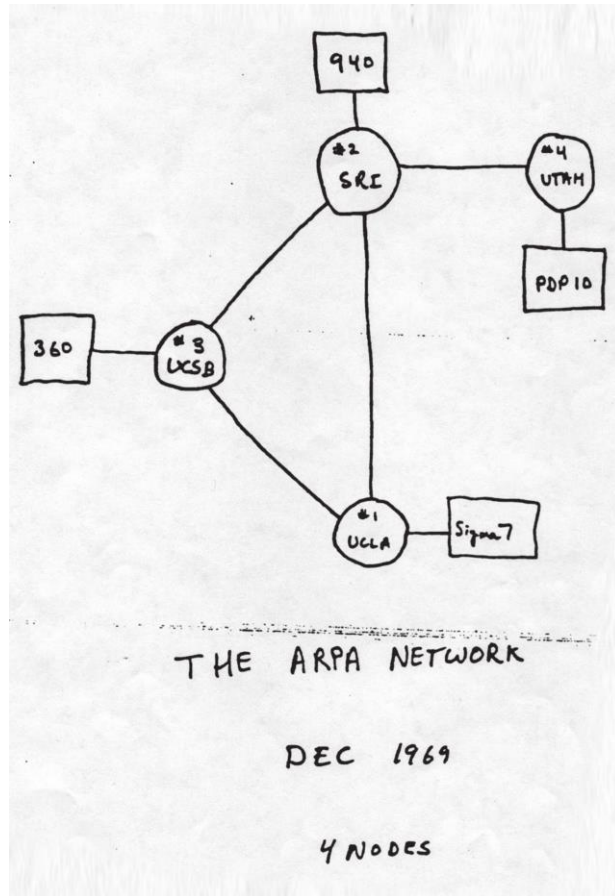 940
#2
SRI
#4
UTAH
PDP 10
360
#3
UCSB
#1
UCLA
Sigma 7
THE ARPA NETWORK
DEC 1969
4 NODES